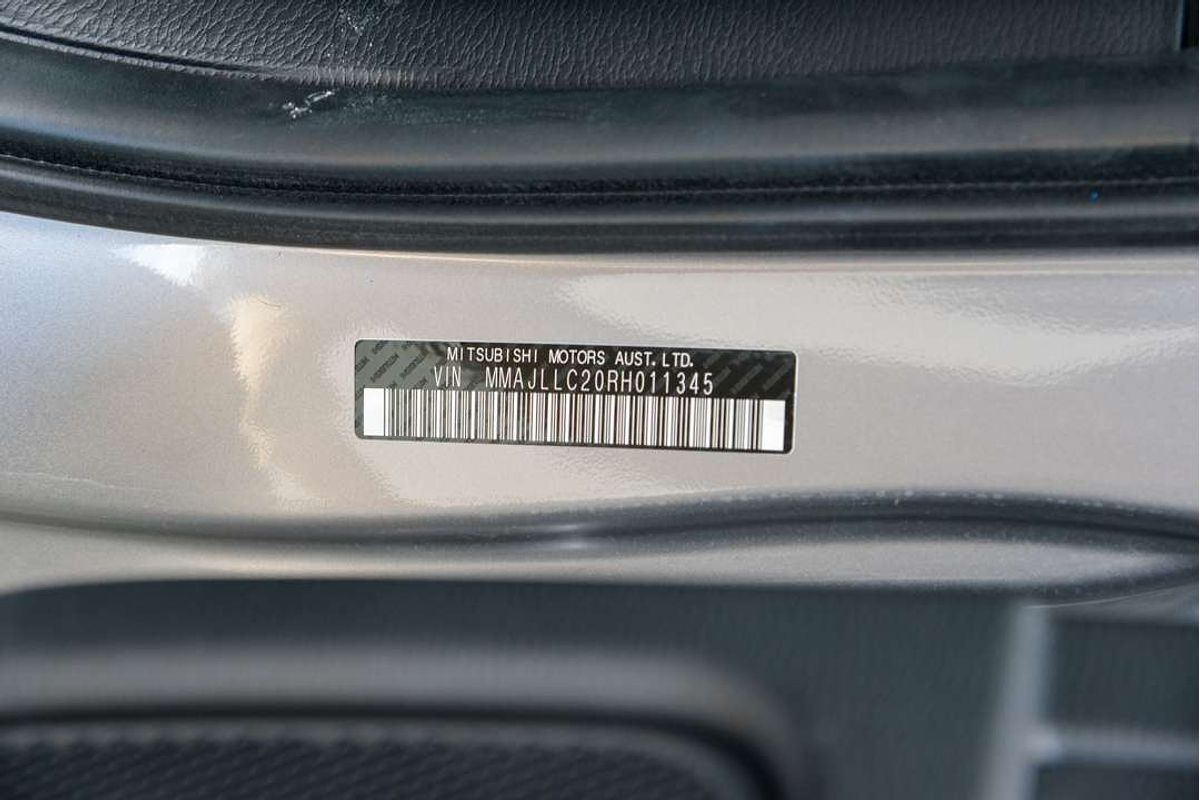 MITSUBISHI MOTORS AUST.LTD.
VIN MMAJLLC20RH011345